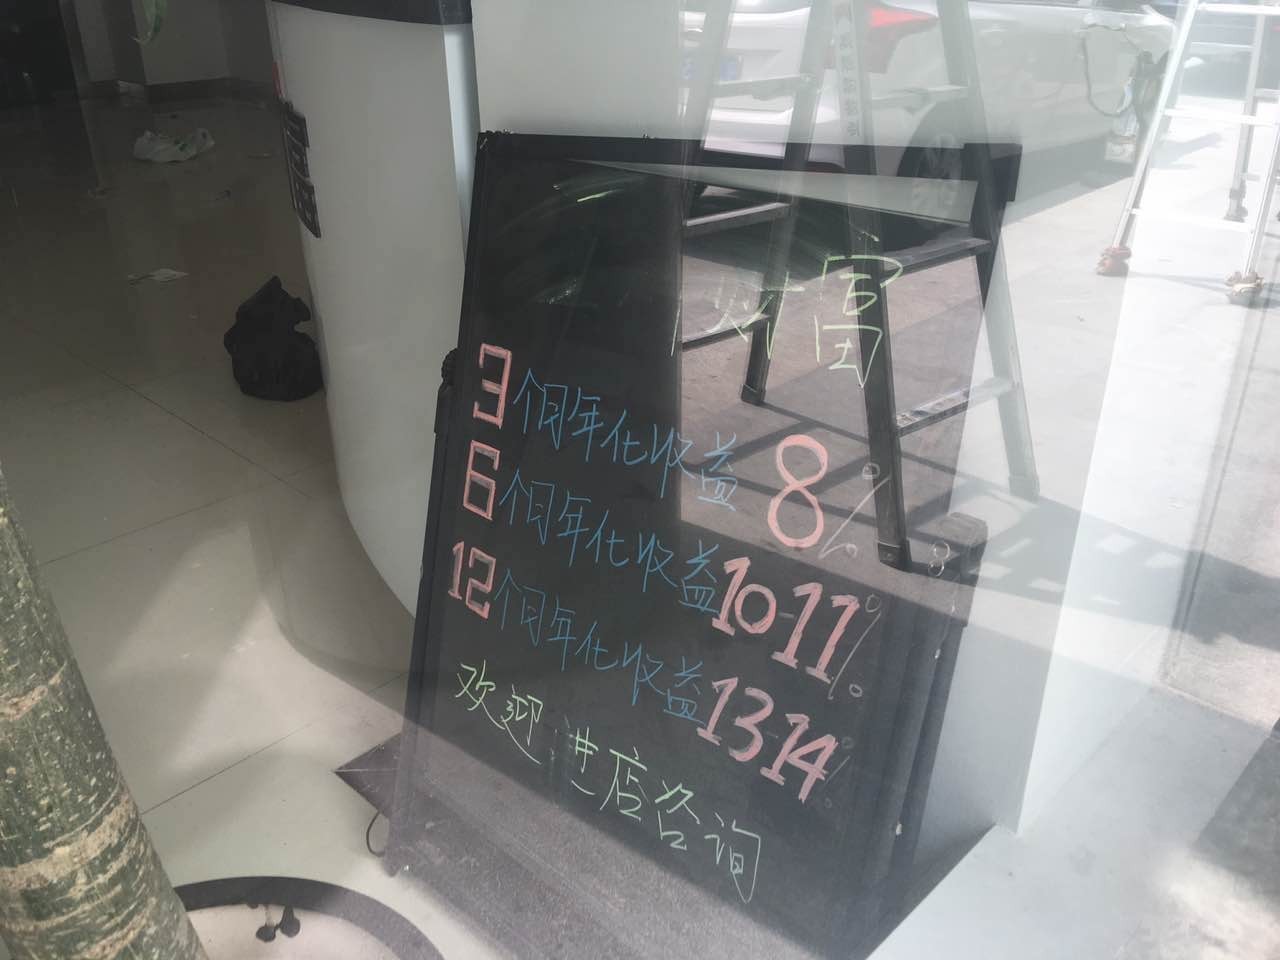 财富
3个月年化收益8%
6个月年化收益10-11%
12个月年化收益13-14%
欢迎进店咨询